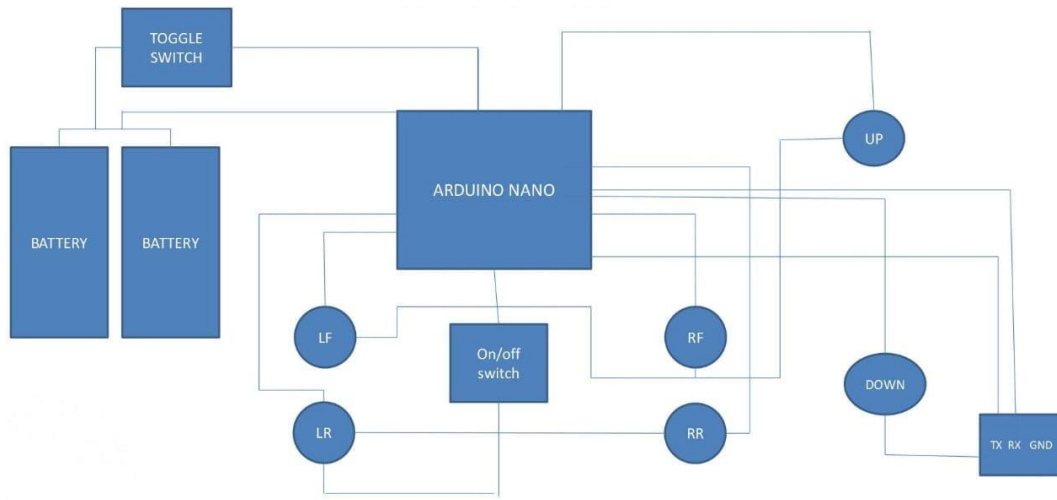 TOGGLE
SWITCH
UP
ARDUINO NANO
BATTERY
BATTERY
LF
On/off
switch
RF
DOWN
LR
RR
TX RX GND